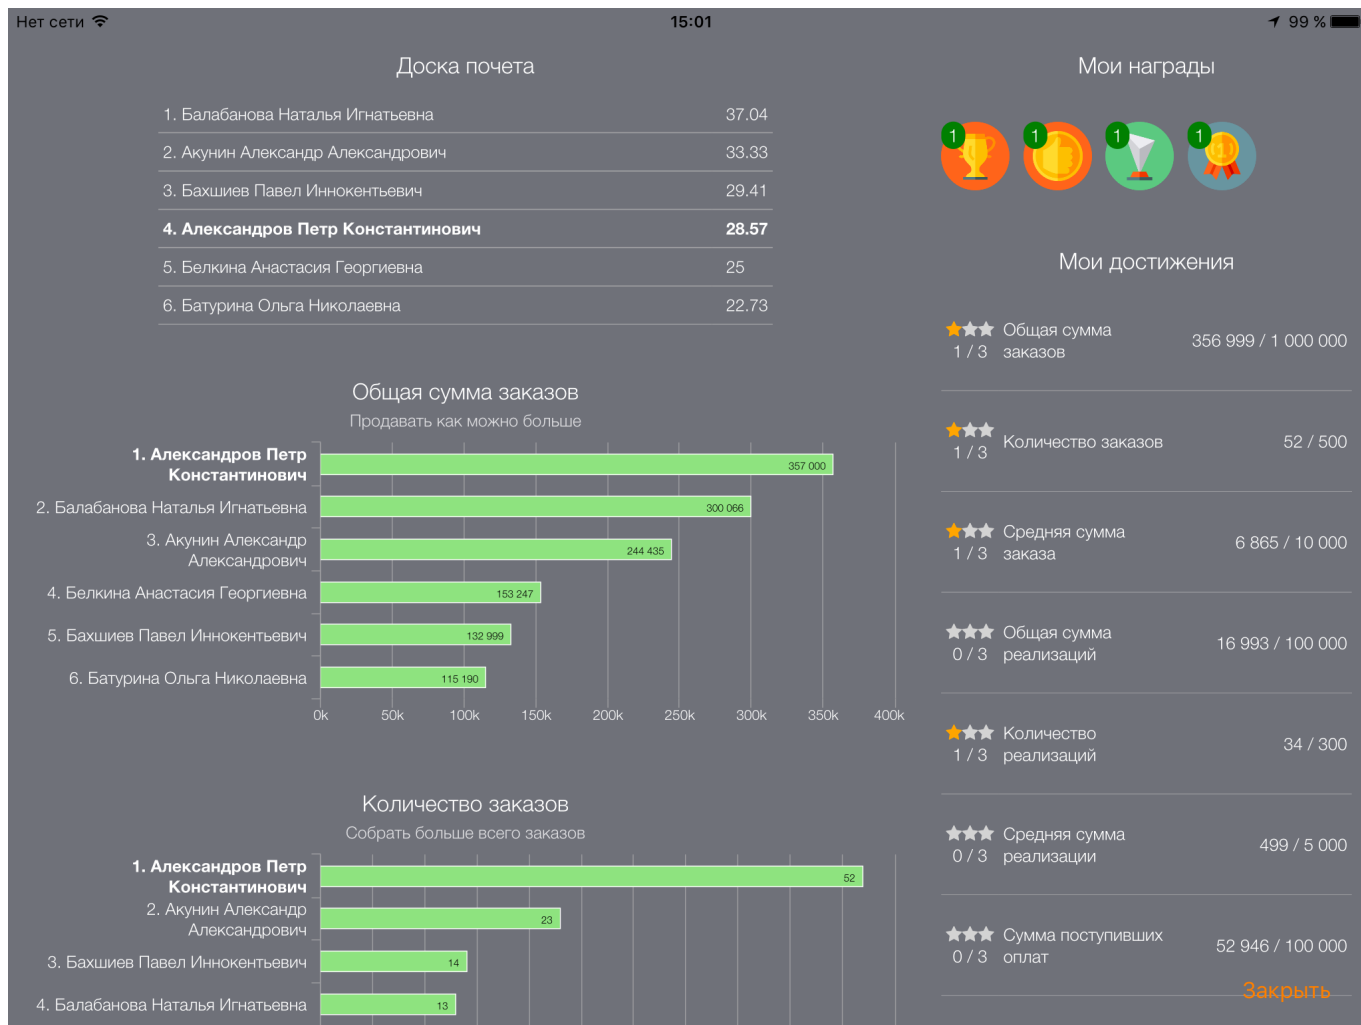 Нет сети
15:01
99 %
Доска почета
1. Балабанова Наталья Игнатьевна 37.04
2. Акунин Александр Александрович 33.33
3. Бахшиев Павел Иннокентьевич 29.41
4. Александров Петр Константинович 28.57
5. Белкина Анастасия Георгиевна 25
6. Батурина Ольга Николаевна 22.73
Общая сумма заказов
Продавать как можно больше
1. Александров Петр
Константинович
357 000
2. Балабанова Наталья Игнатьевна
300 066
3. Акунин Александр
Александрович
244 435
4. Белкина Анастасия Георгиевна
153 247
5. Бахшиев Павел Иннокентьевич
132 999
6. Батурина Ольга Николаевна
115 190
0k 50k 100k 150k 200k 250k 300k 350k 400k
Количество заказов
Собрать больше всего заказов
1. Александров Петр
Константинович
52
2. Акунин Александр
Александрович
23
3. Бахшиев Павел Иннокентьевич
14
4. Балабанова Наталья Игнатьевна
13
Мои награды
1 1 1 1
1
Мои достижения
Общая сумма
заказов
1 / 3
356 999 / 1 000 000
Количество заказов
1 / 3
52 / 500
Средняя сумма
заказа
1 / 3
6 865 / 10 000
Общая сумма
реализаций
0 / 3
16 993 / 100 000
Количество
реализаций
1 / 3
34 / 300
Средняя сумма
реализации
0 / 3
499 / 5 000
Сумма поступивших
оплат
0 / 3
52 946 / 100 000
Закрыть